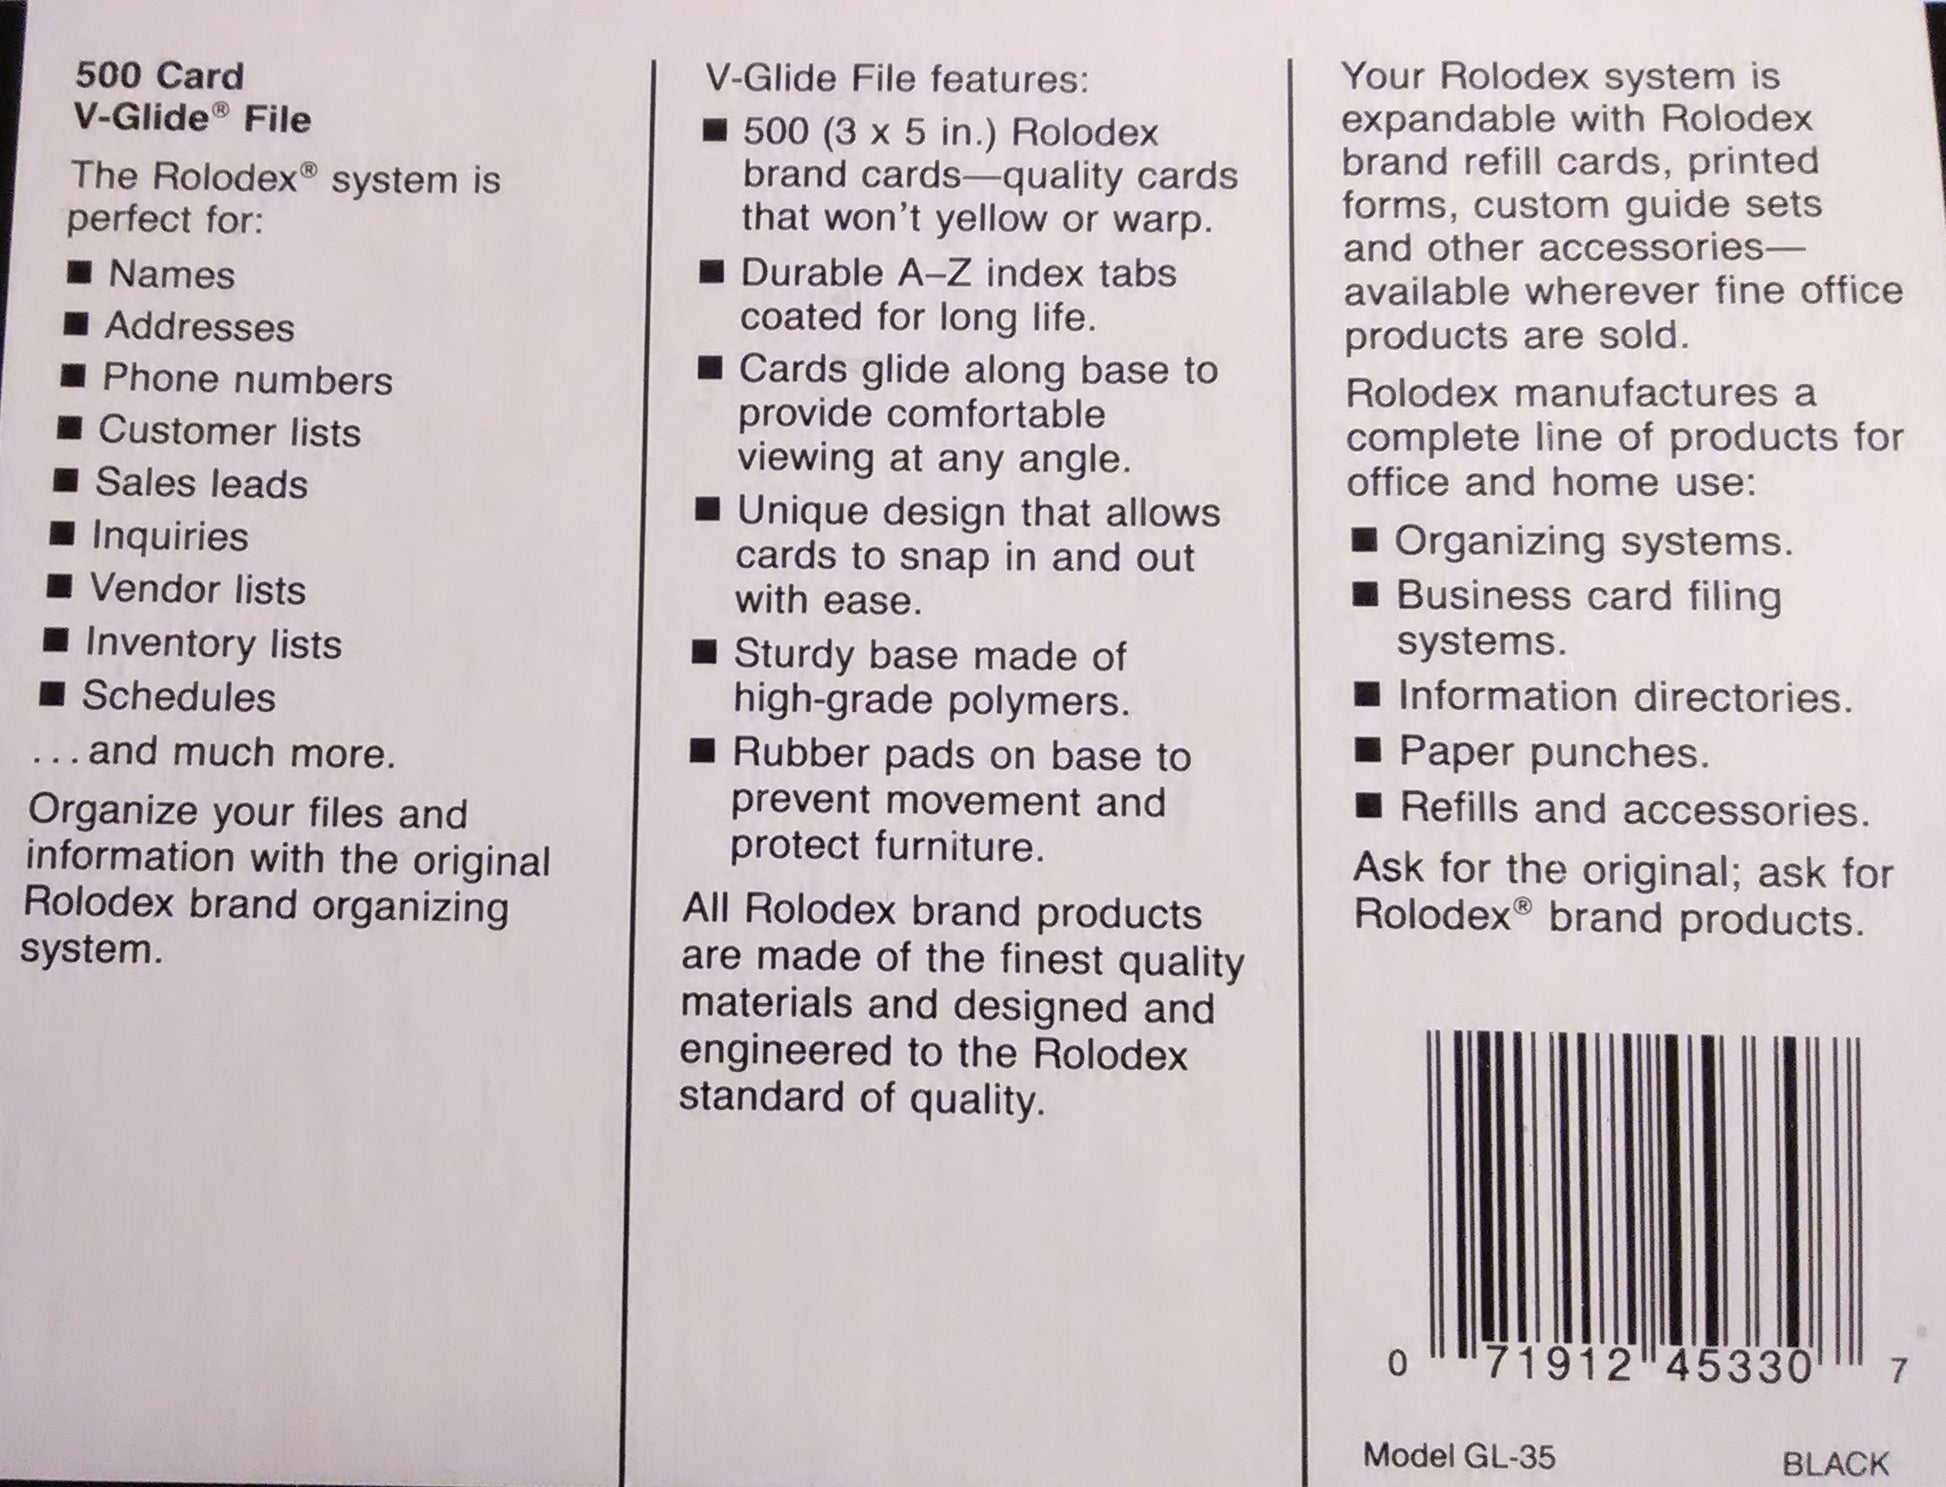 500 Card
V-Glide® File
The Rolodex® system is
perfect for:
■ Names
■ Addresses
■ Phone numbers
■ Customer lists
■ Sales leads
■ Inquiries
■ Vendor lists
■ Inventory lists
■ Schedules
...and much more.
Organize your files and
information with the original
Rolodex brand organizing
system.
V-Glide File features:
■ 500 (3 x 5 in.) Rolodex
brand cards—quality cards
that won't yellow or warp.
■ Durable A–Z index tabs
coated for long life.
■ Cards glide along base to
provide comfortable
viewing at any angle.
■ Unique design that allows
cards to snap in and out
with ease.
■ Sturdy base made of
high-grade polymers.
■ Rubber pads on base to
prevent movement and
protect furniture.
All Rolodex brand products
are made of the finest quality
materials and designed and
engineered to the Rolodex
standard of quality.
Your Rolodex system is
expandable with Rolodex
brand refill cards, printed
forms, custom guide sets
and other accessories—
available wherever fine office
products are sold.
Rolodex manufactures a
complete line of products for
office and home use:
■ Organizing systems.
■ Business card filing
systems.
■ Information directories.
■ Paper punches.
■ Refills and accessories.
Ask for the original; ask for
Rolodex® brand products.
0 71912 45330 7
Model GL-35 BLACK